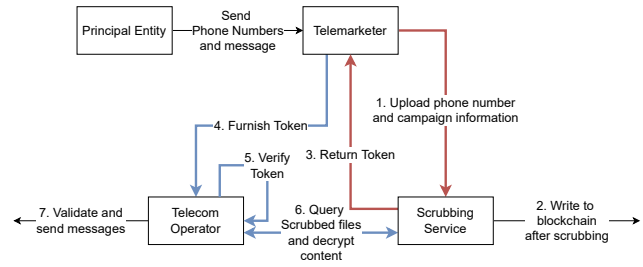 Principal Entity
Send
Phone Numbers
and message
Telemarketer
1. Upload phone number
and campaign information
4. Furnish Token
3. Return Token
5. Verify
Token
7. Validate and
send messages
Telecom
Operator
6. Query
Scrubbed files
and decrypt
content
Scrubbing
Service
2. Write to
blockchain
after scrubbing